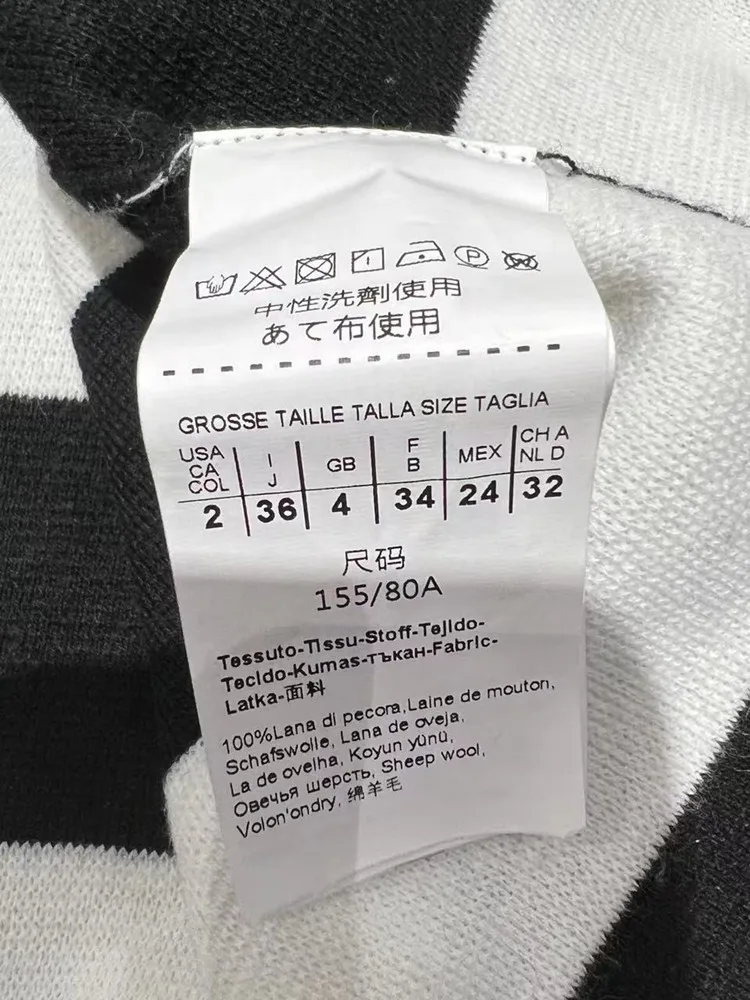 中性洗劑使用
あて布使用
GROSSE TAILLE TALLA SIZE TAGLIA
USA CA COL | I J | GB | F B | MEX | CH A NL D
2 | 36 | 4 | 34 | 24 | 32
尺码
155/80A
Tessuto-Tissu-Stoff-Tejido-
Tecido-Kumas-тъкан-Fabric-
Latka-面料
100%Lana di pecora,Laine de mouton,
Schafswolle, Lana de oveja,
La de ovelha, Koyun yünü,
Овечья шерсть, Sheep wool,
Volon'ondry, 绵羊毛